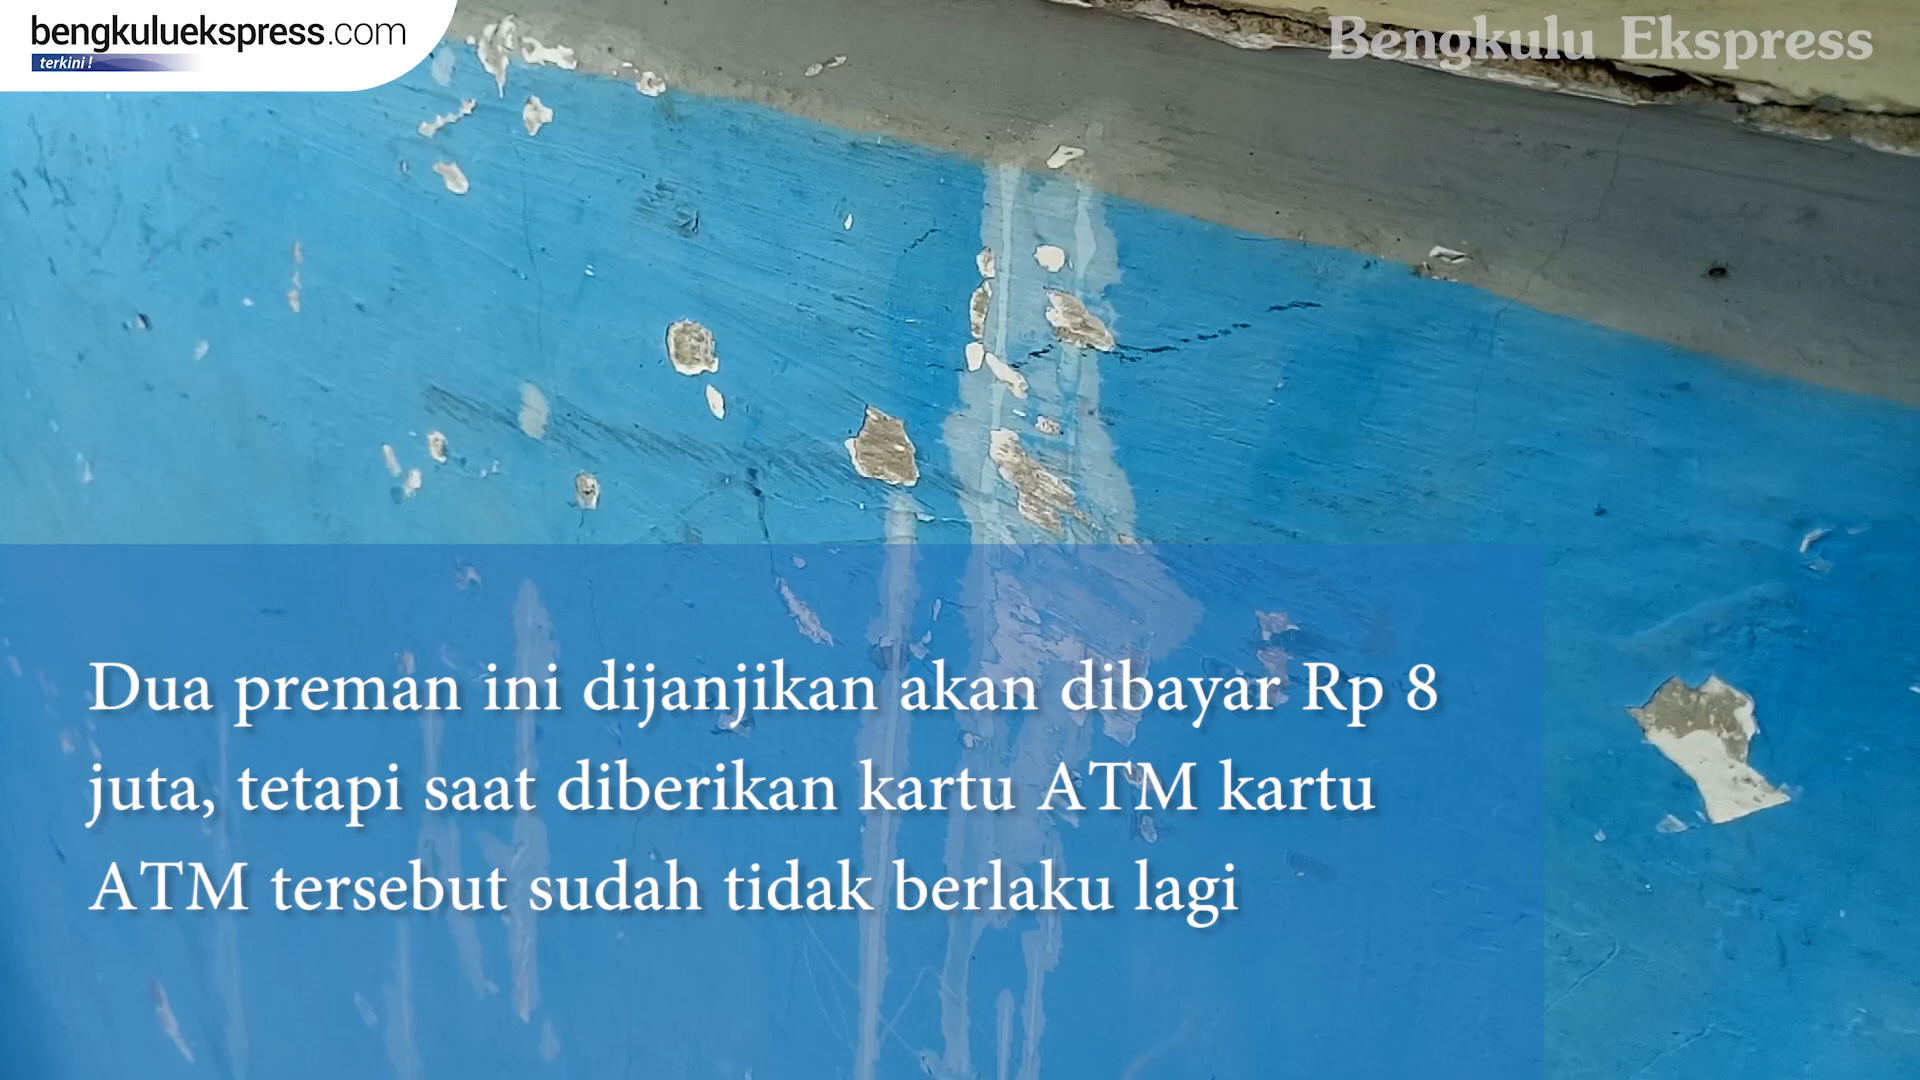 bengkuluekspress.com
terkini !
Bengkulu Ekspress
Dua preman ini dijanjikan akan dibayar Rp 8
juta, tetapi saat diberikan kartu ATM kartu
ATM tersebut sudah tidak berlaku lagi